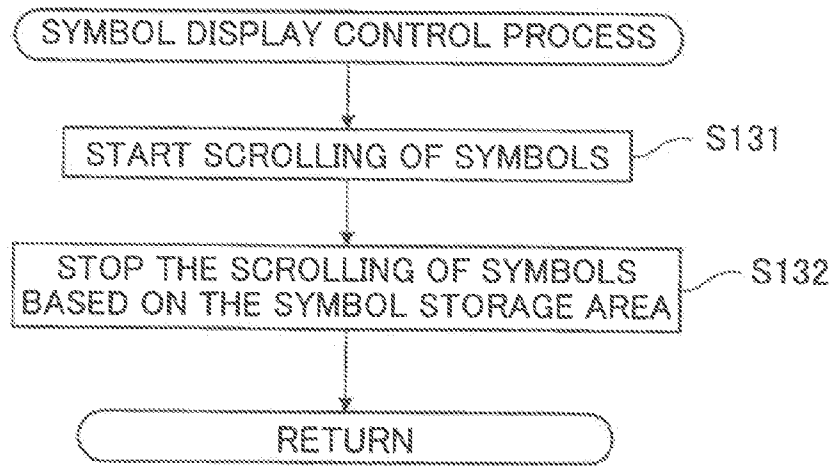 SYMBOL DISPLAY CONTROL PROCESS
START SCROLLING OF SYMBOLS
S131
STOP THE SCROLLING OF SYMBOLS
BASED ON THE SYMBOL STORAGE AREA
S132
RETURN